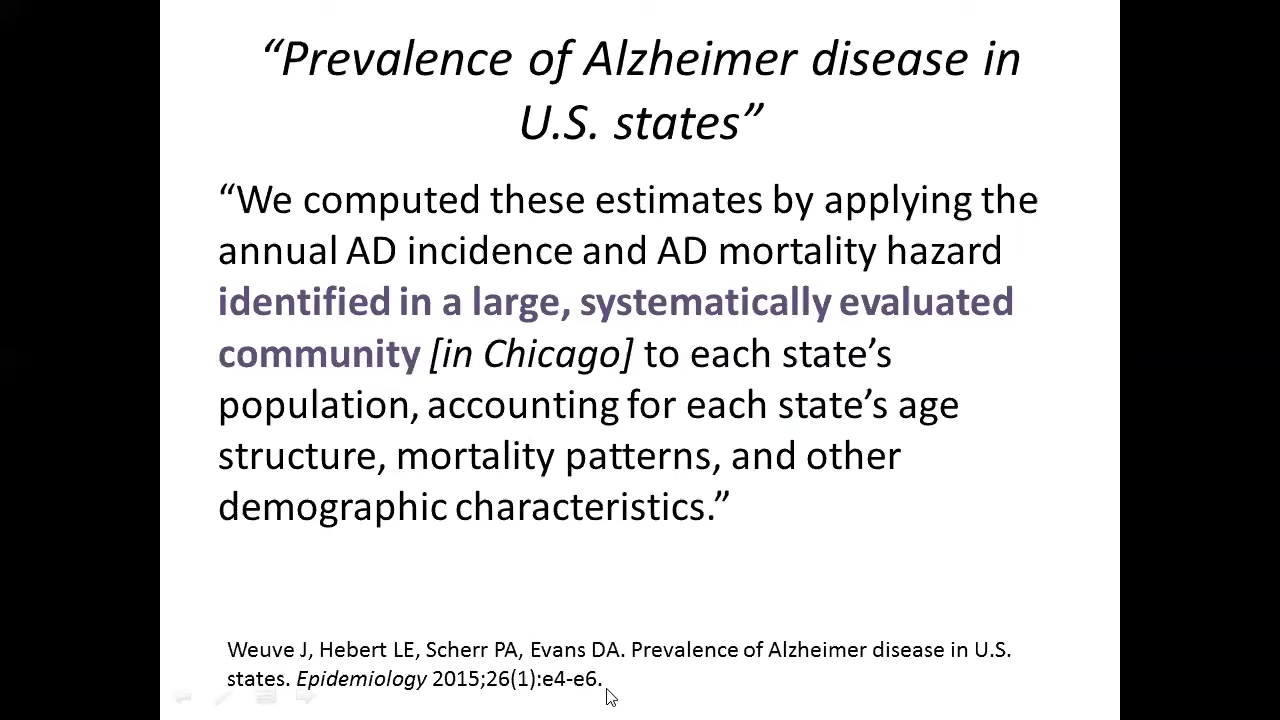 “Prevalence of Alzheimer disease in
U.S. states”
“We computed these estimates by applying the
annual AD incidence and AD mortality hazard
identified in a large, systematically evaluated
community [in Chicago] to each state’s
population, accounting for each state’s age
structure, mortality patterns, and other
demographic characteristics.”
Weuve J, Hebert LE, Scherr PA, Evans DA. Prevalence of Alzheimer disease in U.S.
states. Epidemiology 2015;26(1):e4-e6.